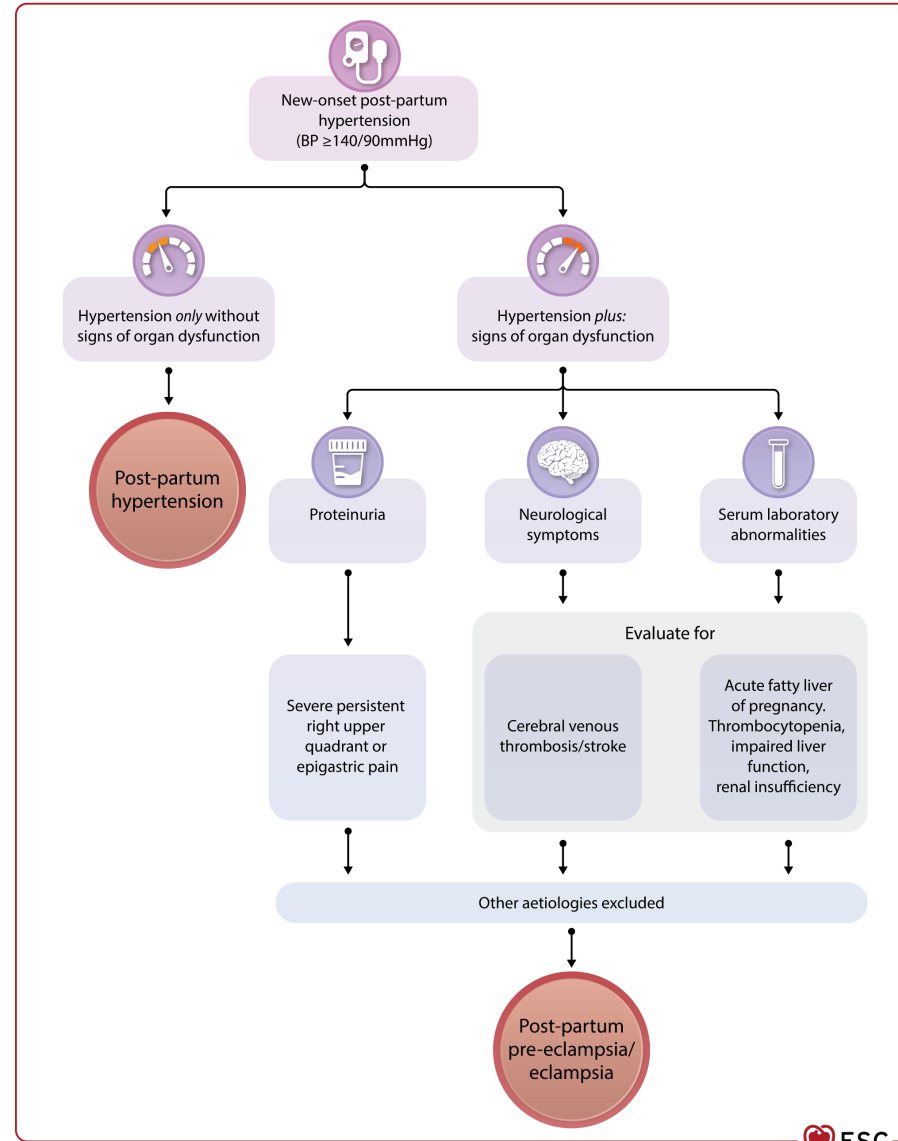 New-onset post-partum
hypertension
(BP ≥140/90mmHg)
Hypertension only without
signs of organ dysfunction
Hypertension plus:
signs of organ dysfunction
Post-partum
hypertension
Proteinuria
Neurological
symptoms
Serum laboratory
abnormalities
Evaluate for
Severe persistent
right upper
quadrant or
epigastric pain
Cerebral venous
thrombosis/stroke
Acute fatty liver
of pregnancy.
Thrombocytopenia,
impaired liver
function,
renal insufficiency
Other aetiologies excluded
Post-partum
pre-eclampsia/
eclampsia
ESC